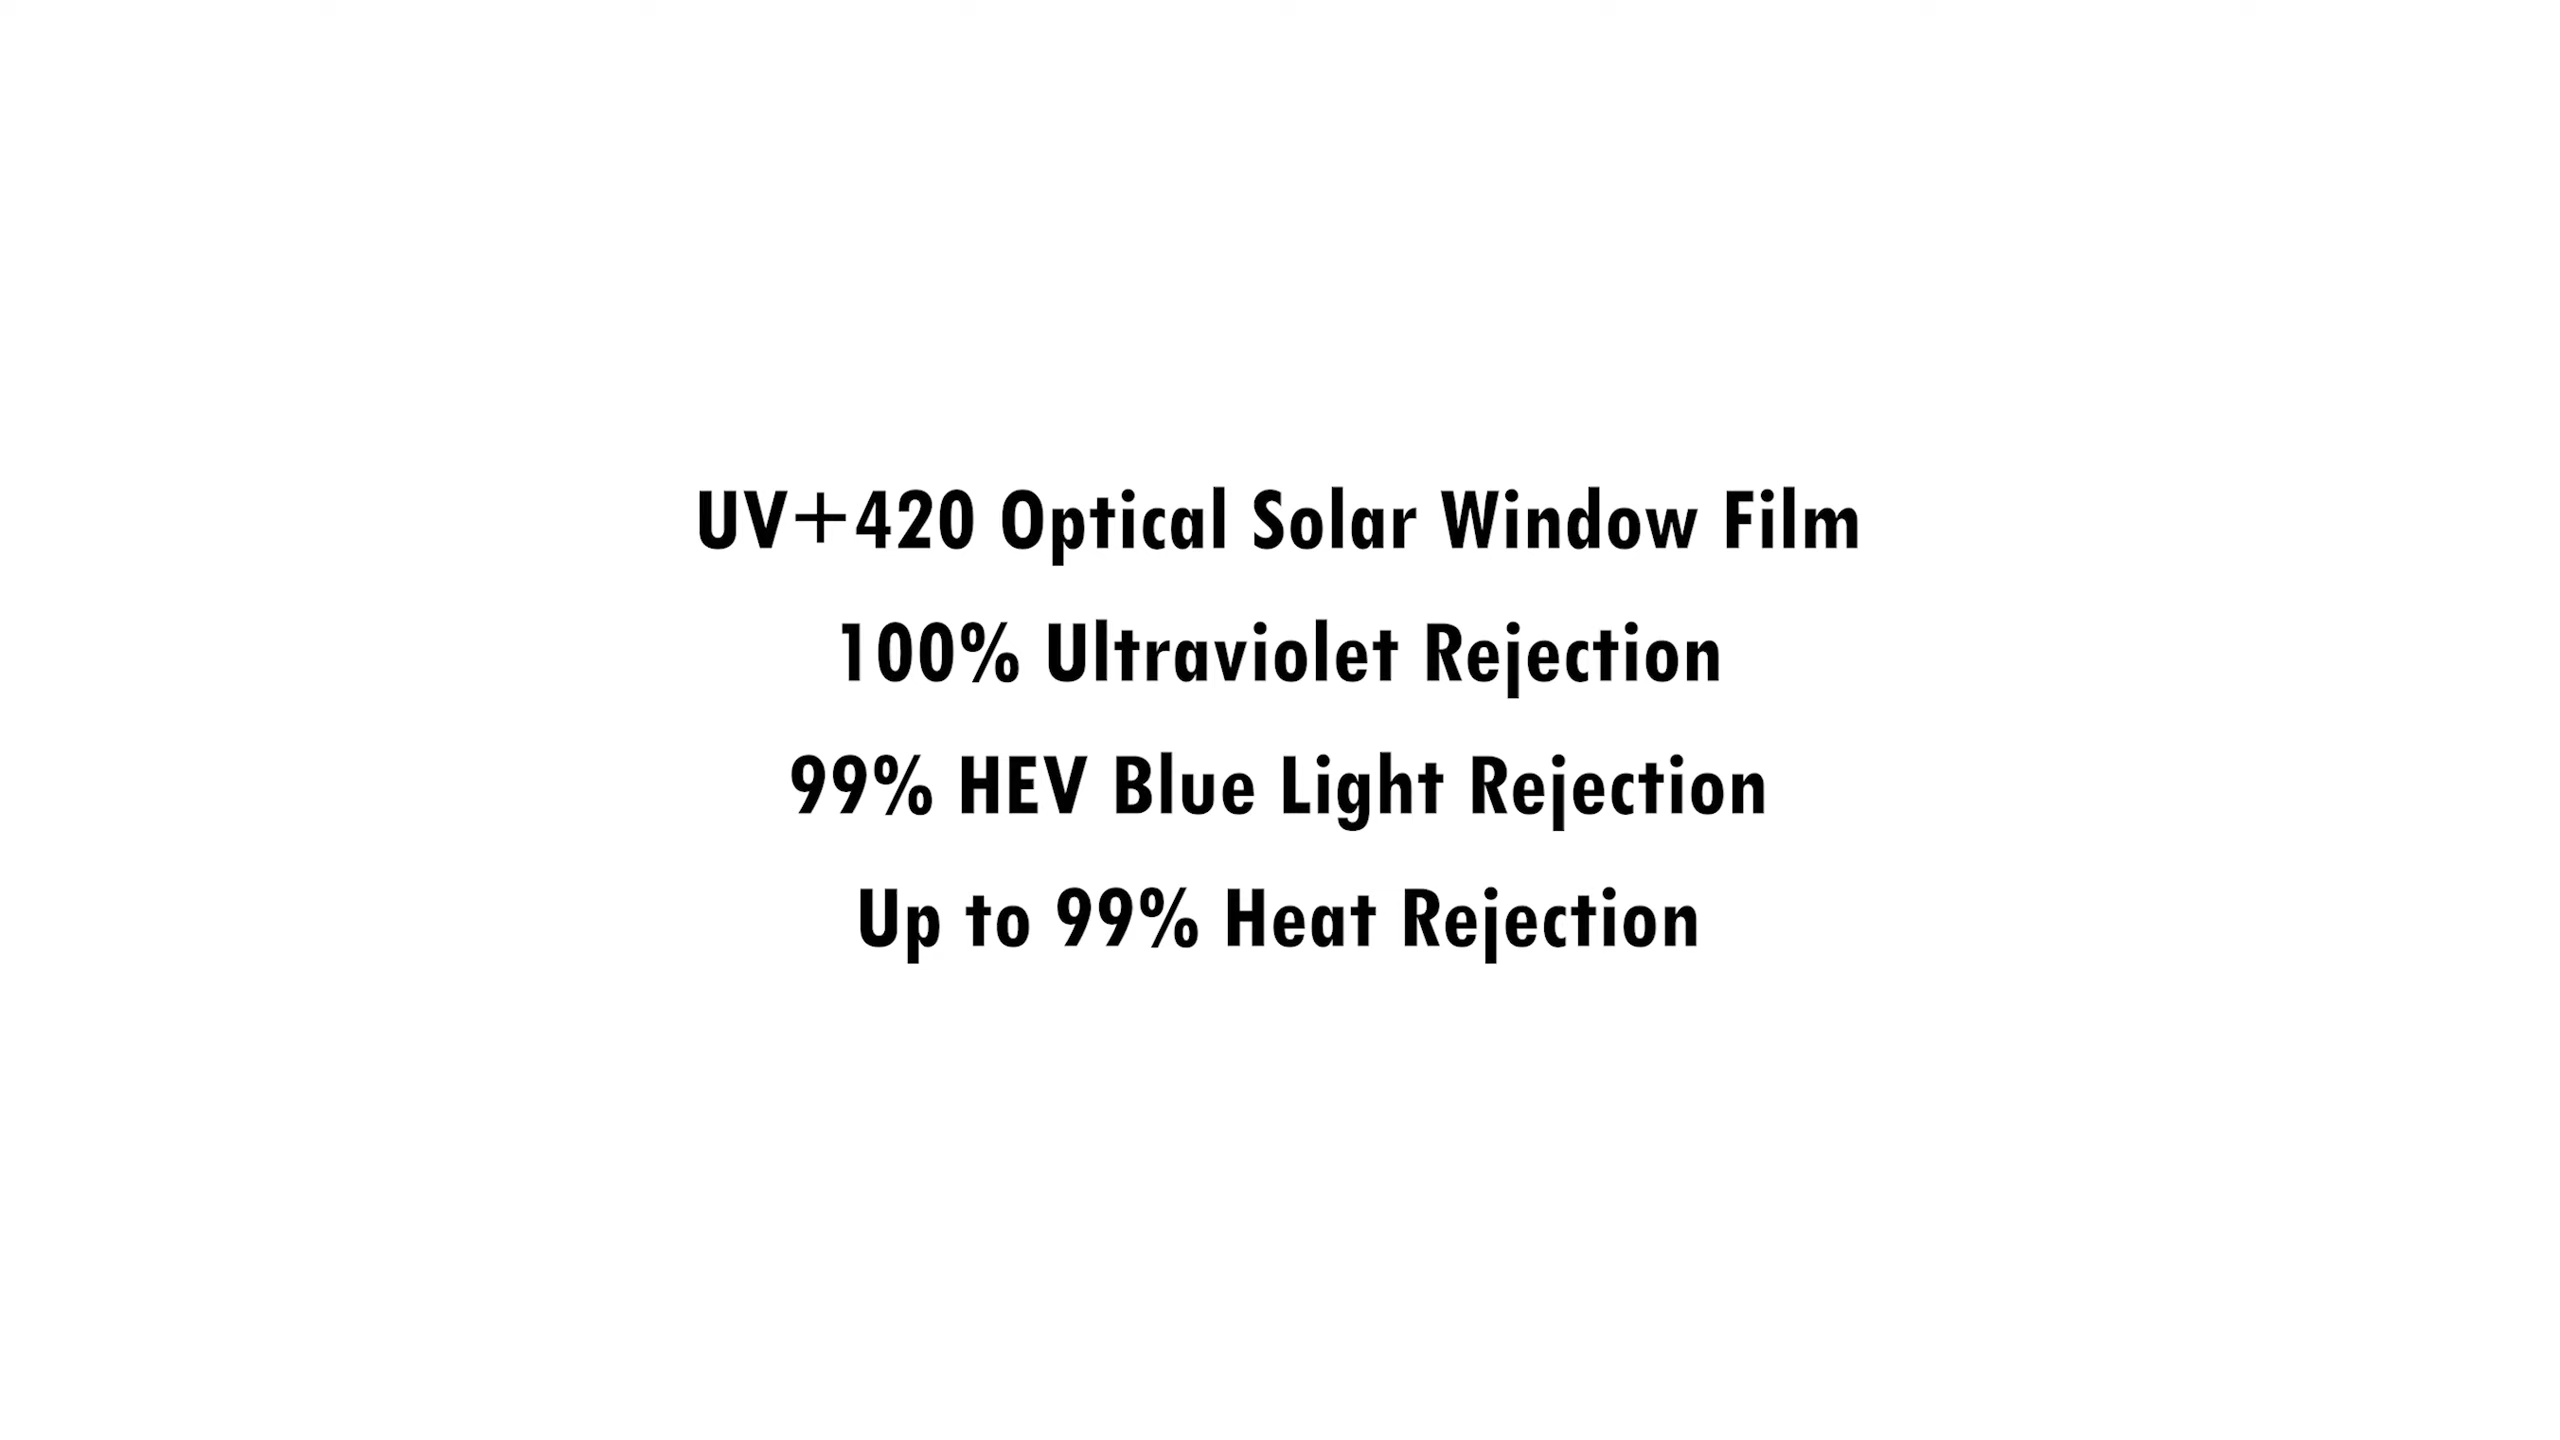 UV+420 Optical Solar Window Film
100% Ultraviolet Rejection
99% HEV Blue Light Rejection
Up to 99% Heat Rejection